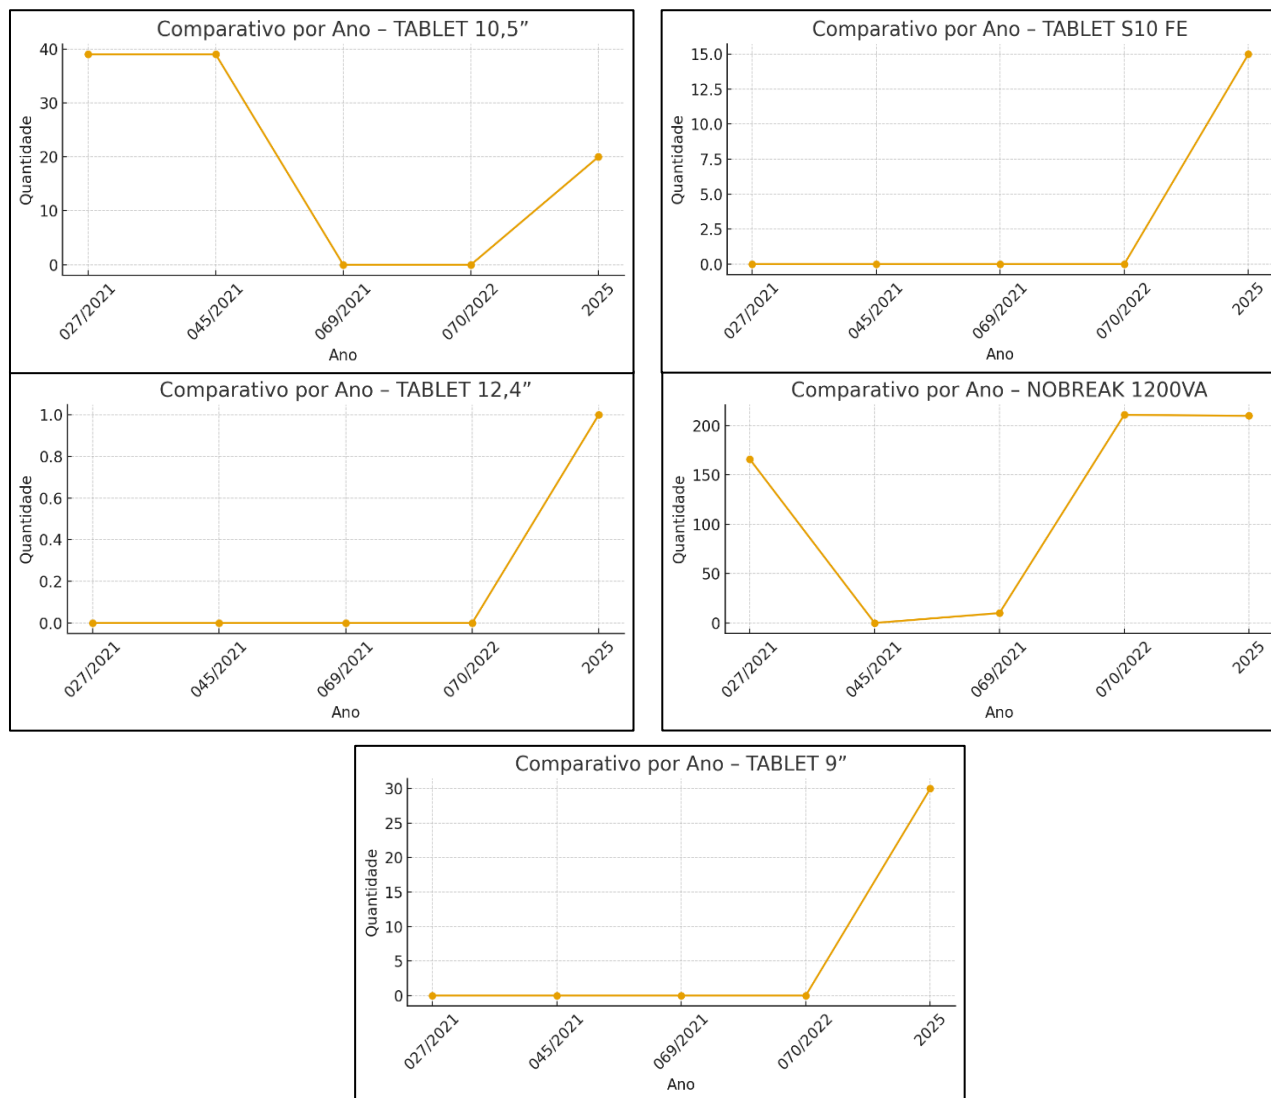 Comparativo por Ano – TABLET 10,5”
40
30
20
10
0
Quantidade
027/2021 045/2021 069/2021 070/2022 2025
Ano
Comparativo por Ano – TABLET S10 FE
15.0
12.5
10.0
7.5
5.0
2.5
0.0
Quantidade
027/2021 045/2021 069/2021 070/2022 2025
Ano
Comparativo por Ano – TABLET 12,4”
1.0
0.8
0.6
0.4
0.2
0.0
Quantidade
027/2021 045/2021 069/2021 070/2022 2025
Ano
Comparativo por Ano – NOBREAK 1200VA
200
150
100
50
0
Quantidade
027/2021 045/2021 069/2021 070/2022 2025
Ano
Comparativo por Ano – TABLET 9”
30
25
20
15
10
5
0
Quantidade
027/2021 045/2021 069/2021 070/2022 2025
Ano